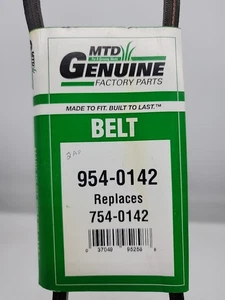 MTD
GENUINE
FACTORY PARTS
MADE TO FIT. BUILT TO LAST.™
BELT
954-0142
Replaces
754-0142